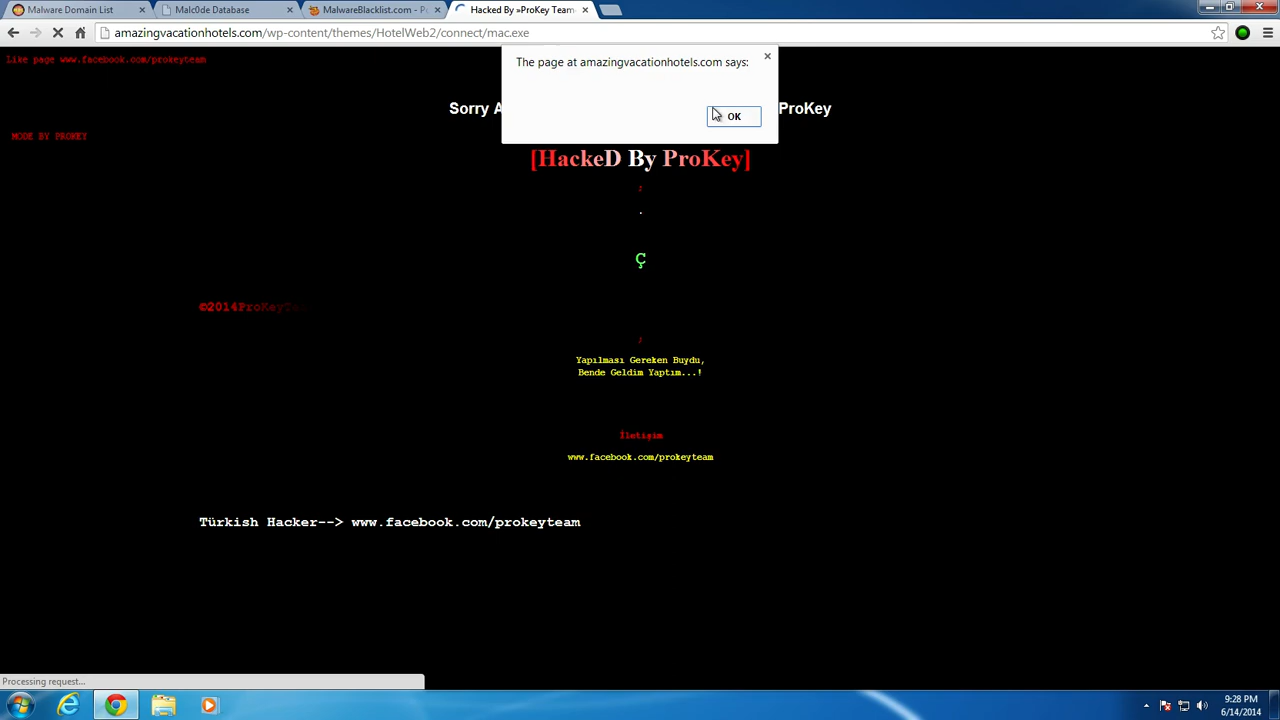 Malware Domain List
Malc0de Database
MalwareBlacklist.com - Po
Hacked By »ProKey Team
amazingvacationhotels.com/wp-content/themes/HotelWeb2/connect/mac.exe
Like page www.facebook.com/prokeyteam
The page at amazingvacationhotels.com says:
OK
Sorry A
ProKey
MODE BY PROKEY
[HackeD By ProKey]
;
.
Ç
©2014ProKeyTe
;
Yapılması Gereken Buydu,
Bende Geldim Yaptım...!
İletişim
www.facebook.com/prokeyteam
Türkish Hacker--> www.facebook.com/prokeyteam
Processing request...
9:28 PM
6/14/2014